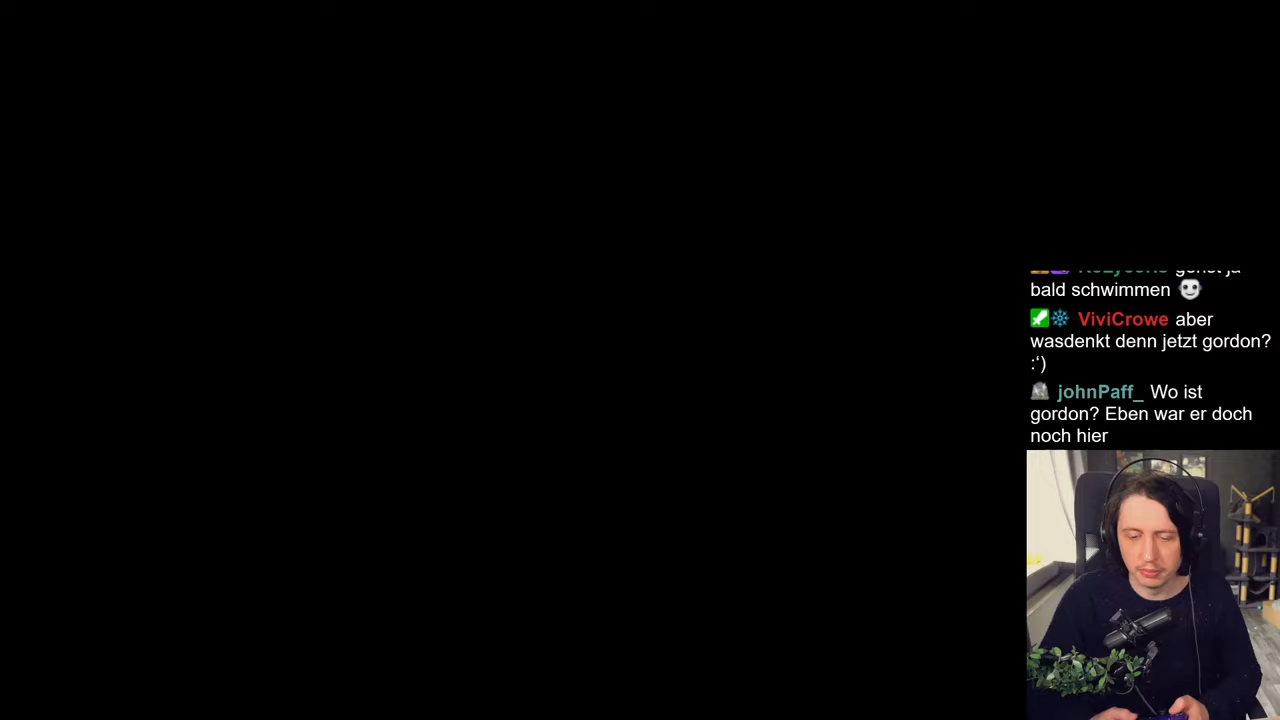 bald schwimmen
ViviCrowe aber
wasdenkt denn jetzt gordon?
:')
johnPaff_ Wo ist
gordon? Eben war er doch
noch hier